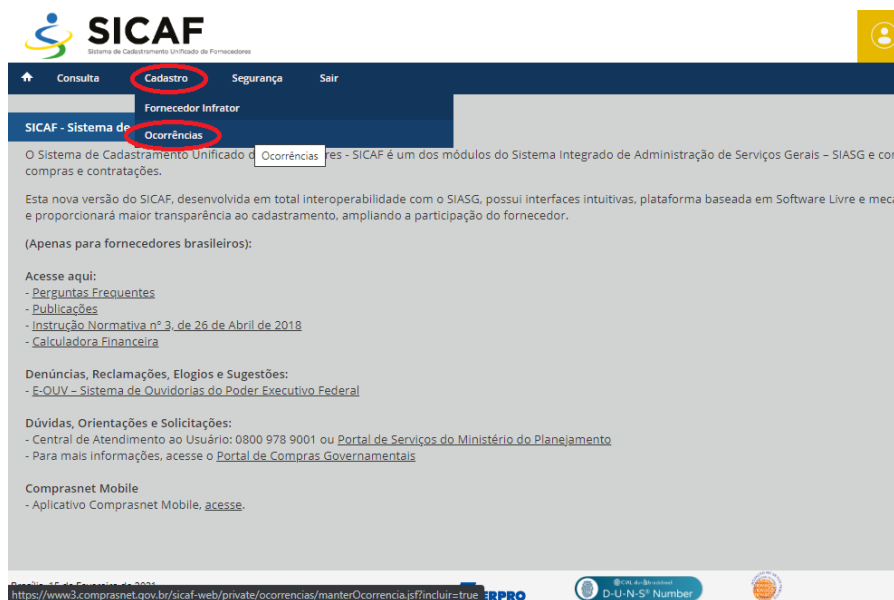 SICAF
Sistema de Cadastramento Unificado de Fornecedores
Consulta Cadastro Segurança Sair
Fornecedor Infrator
SICAF - Sistema de
Ocorrências
O Sistema de Cadastramento Unificado d Ocorrências res - SICAF é um dos módulos do Sistema Integrado de Administração de Serviços Gerais – SIASG e co
compras e contratações.
Esta nova versão do SICAF, desenvolvida em total interoperabilidade com o SIASG, possui interfaces intuitivas, plataforma baseada em Software Livre e meca
e proporcionará maior transparência ao cadastramento, ampliando a participação do fornecedor.
(Apenas para fornecedores brasileiros):
Acesse aqui:
- Perguntas Frequentes
- Publicações
- Instrução Normativa nº 3, de 26 de Abril de 2018
- Calculadora Financeira
Denúncias, Reclamações, Elogios e Sugestões:
- E-OUV – Sistema de Ouvidorias do Poder Executivo Federal
Dúvidas, Orientações e Solicitações:
- Central de Atendimento ao Usuário: 0800 978 9001 ou Portal de Serviços do Ministério do Planejamento
- Para mais informações, acesse o Portal de Compras Governamentais
Comprasnet Mobile
- Aplicativo Comprasnet Mobile, acesse.
Brasília, 15 de Fevereiro de 2021
https://www3.comprasnet.gov.br/sicaf-web/private/ocorrencias/manterOcorrencia.jsf?incluir=true
ERPRO
D-U-N-S® Number